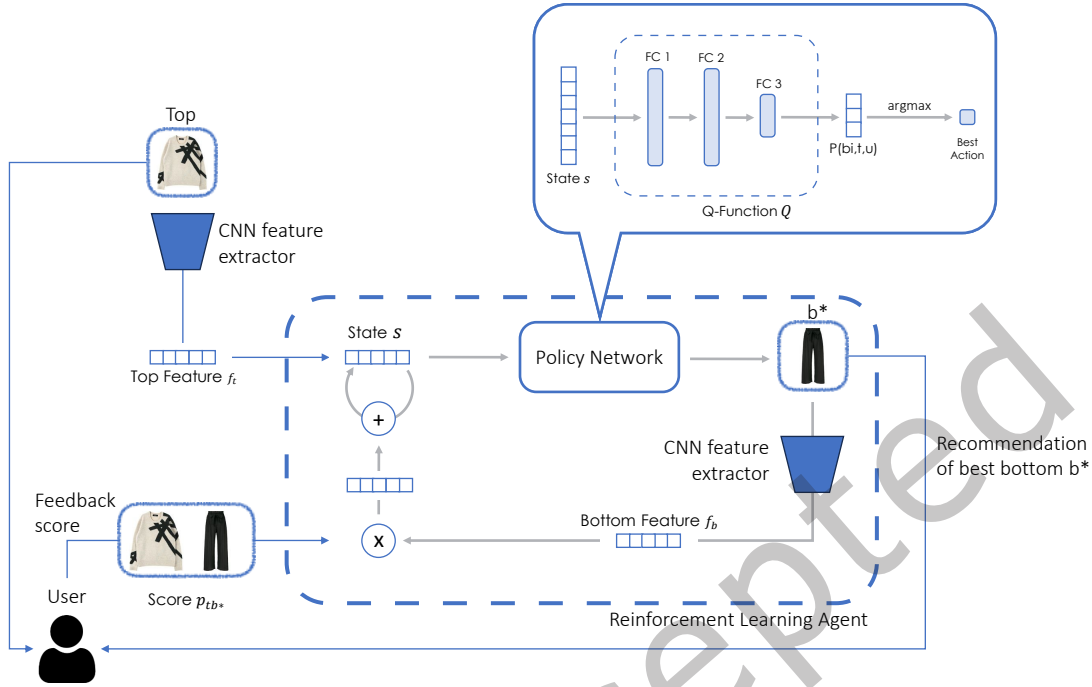 FC 1
FC 2
FC 3
State s
argmax
P(bi,t,u)
Best
Action
Q-Function Q
Top
CNN feature
extractor
Top Feature f_t
State s
Policy Network
b*
+
CNN feature
extractor
Recommendation
of best bottom b*
Feedback
score
x
Bottom Feature f_b
Score p_tb*
User
Reinforcement Learning Agent
epted